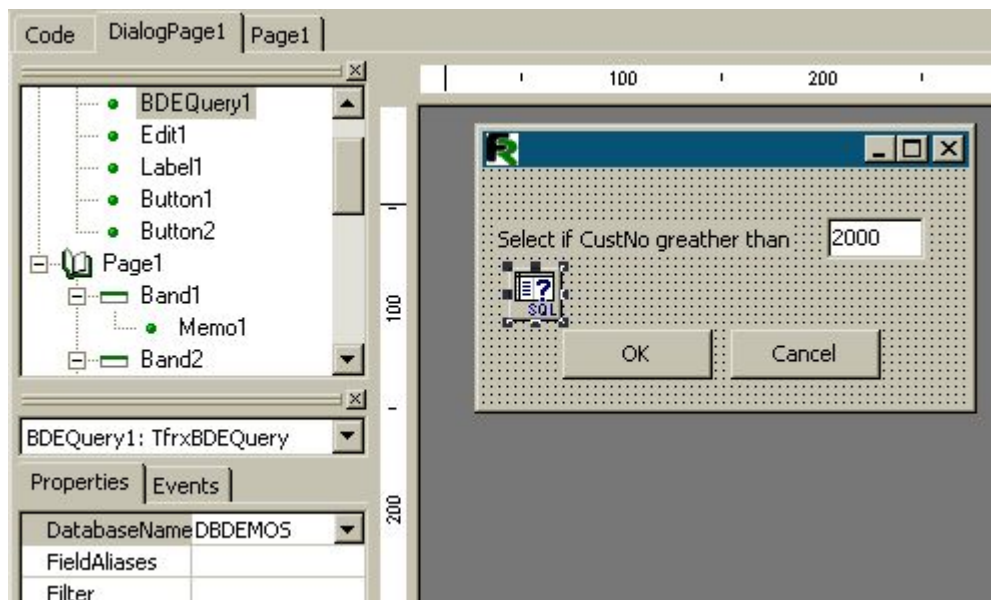 Code DialogPage1 Page1
100 200
BDEQuery1
Edit1
Label1
Button1
Button2
Page1
Band1
Memo1
Band2
Select if CustNo greather than 2000
SQL
OK Cancel
100
200
BDEQuery1: TfrxBDEQuery
Properties Events
DatabaseName DBDEMOS
FieldAliases
Filter